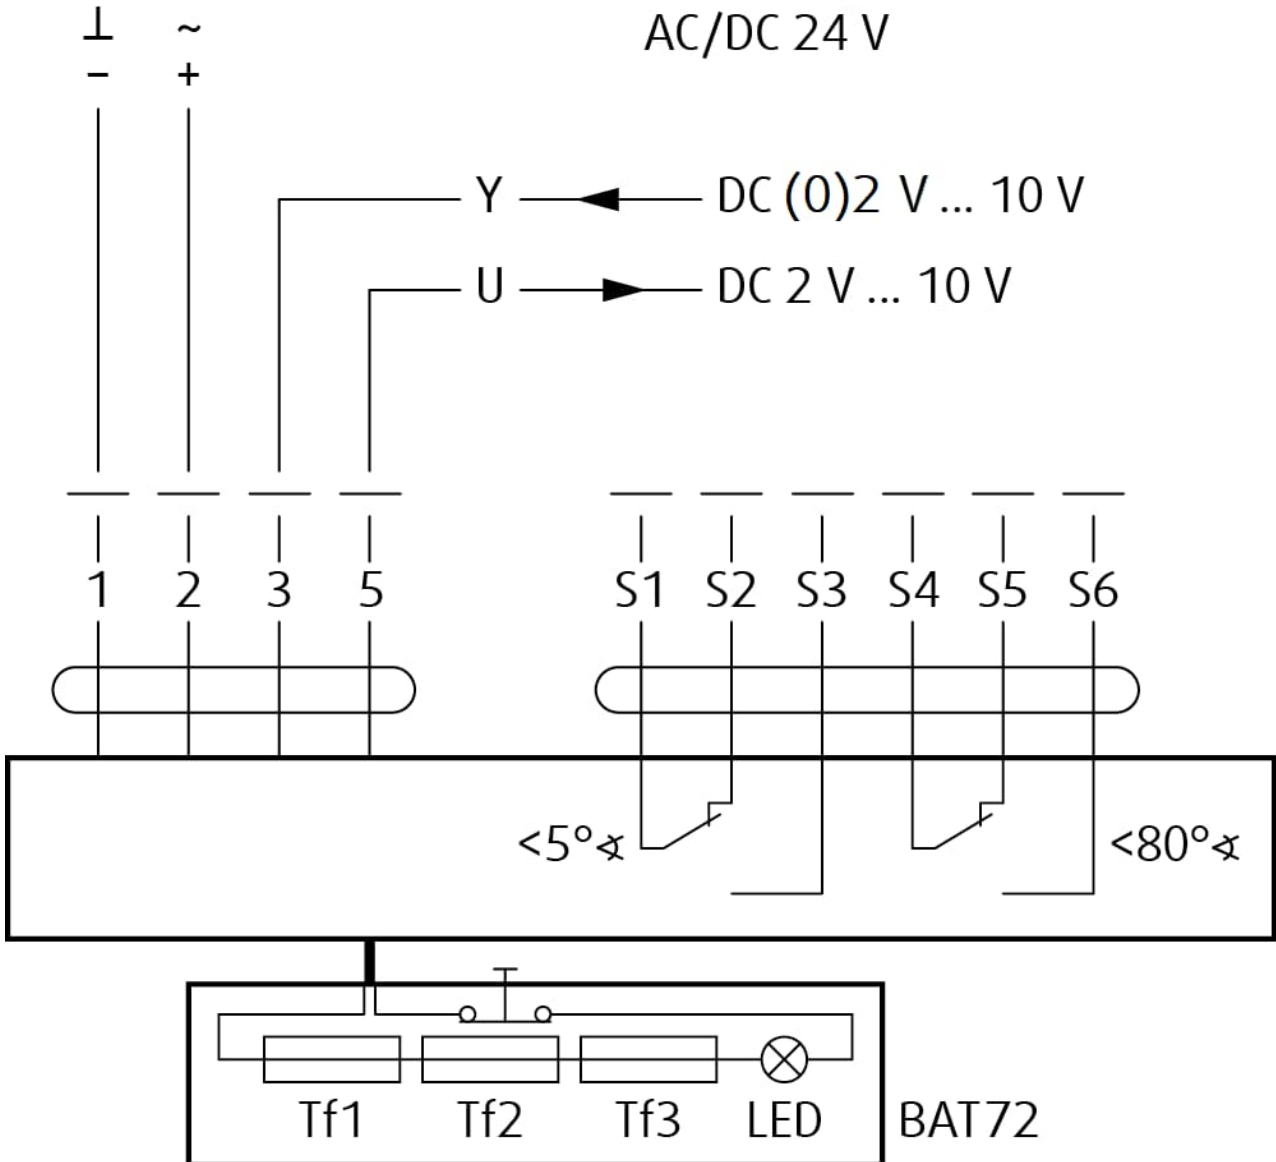 ⊥ ~ AC/DC 24 V
– +
Y DC (0)2 V ... 10 V
U DC 2 V ... 10 V
1 2 3 5 S1 S2 S3 S4 S5 S6
<5°∢ <80°∢
Tf1 Tf2 Tf3 LED BAT72